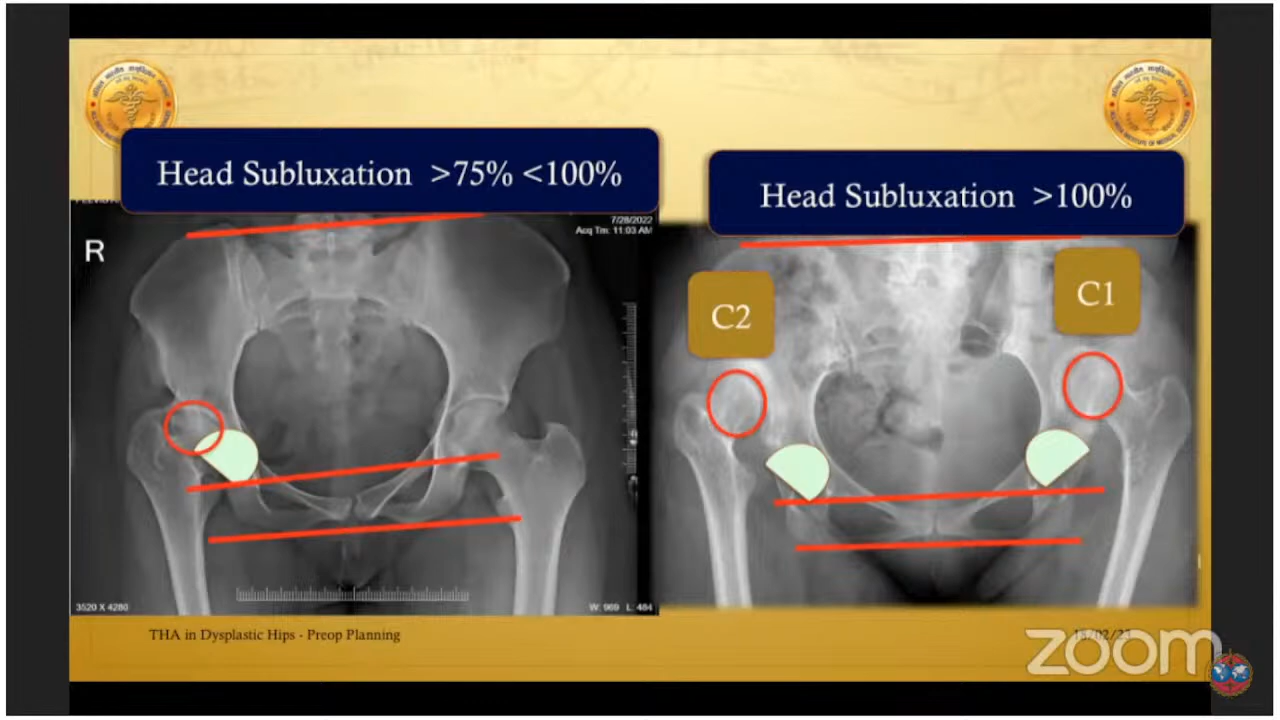 Head Subluxation >75% <100%
Head Subluxation >100%
7/28/2022
Acq Tm: 11:03 AM
R
C2
C1
3520 X 4280
W: 969 L: 484
THA in Dysplastic Hips - Preop Planning
zoom